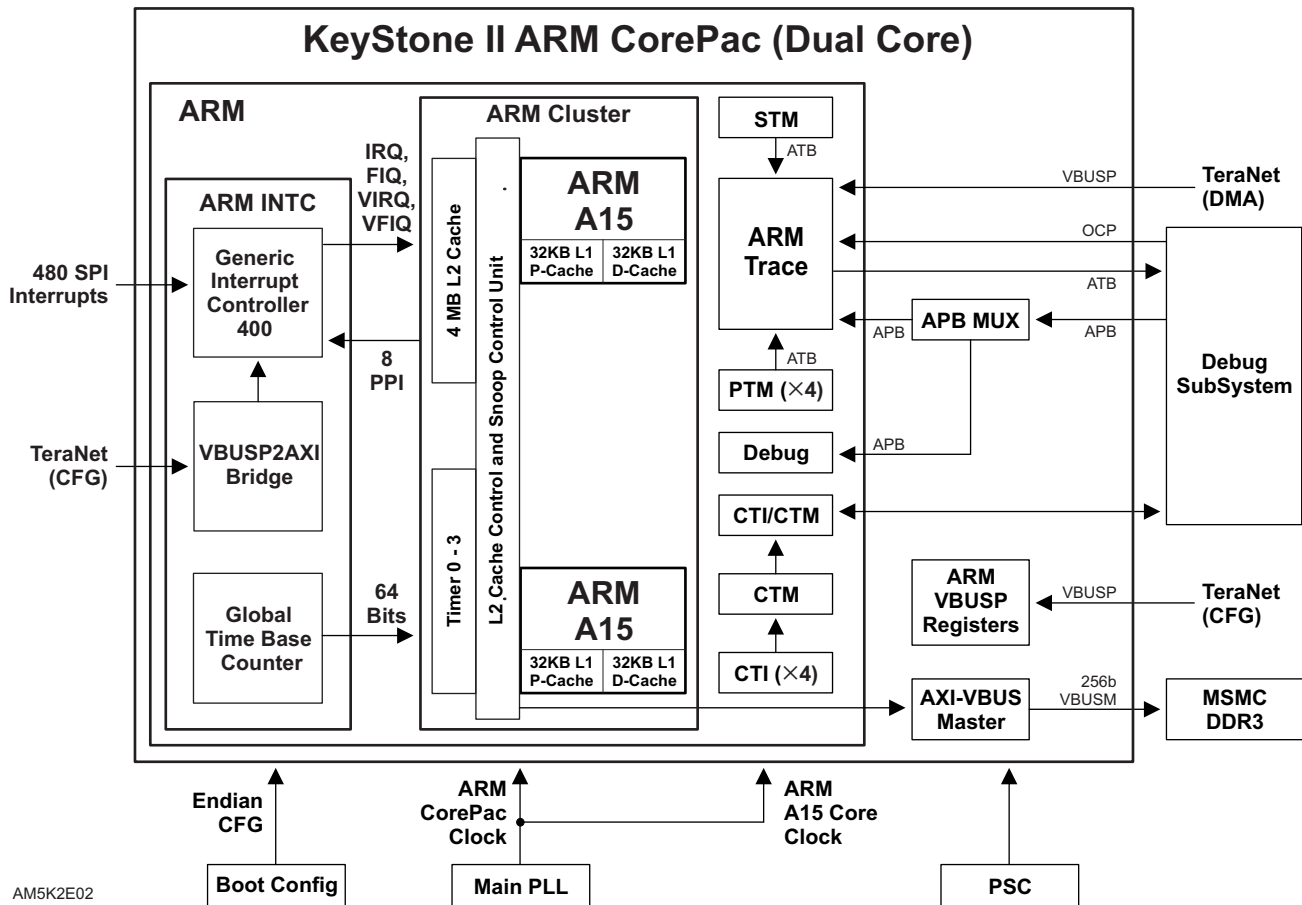 KeyStone II ARM CorePac (Dual Core)
ARM
ARM INTC
Generic
Interrupt
Controller
400
VBUSP2AXI
Bridge
Global
Time Base
Counter
480 SPI
Interrupts
TeraNet
(CFG)
IRQ,
FIQ,
VIRQ,
VFIQ
8
PPI
64
Bits
ARM Cluster
4 MB L2 Cache
Timer 0 - 3
L2 Cache Control and Snoop Control Unit
ARM
A15
32KB L1
P-Cache
32KB L1
D-Cache
ARM
A15
32KB L1
P-Cache
32KB L1
D-Cache
STM
ATB
ARM
Trace
ATB
PTM (×4)
Debug
CTI/CTM
CTM
CTI (×4)
VBUSP
TeraNet
(DMA)
OCP
ATB
APB
APB MUX
APB
APB
Debug
SubSystem
ARM
VBUSP
Registers
VBUSP
TeraNet
(CFG)
AXI-VBUS
Master
256b
VBUSM
MSMC
DDR3
Endian
CFG
ARM
CorePac
Clock
ARM
A15 Core
Clock
Boot Config
Main PLL
PSC
AM5K2E02